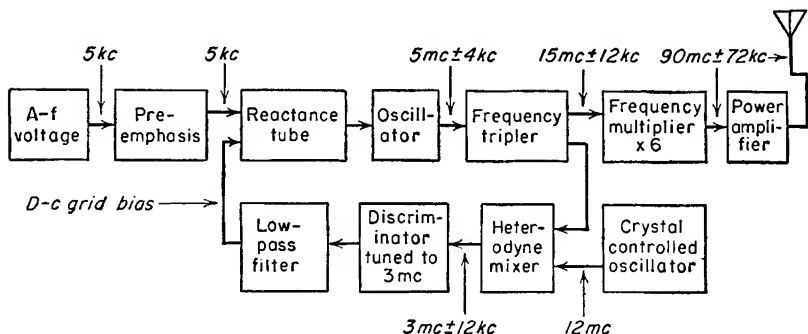 5kc
5kc
5mc±4kc
15mc±12kc
90mc±72kc
A-f
voltage
Pre-
emphasis
Reactance
tube
Oscill-
ator
Frequency
tripler
Frequency
multiplier
x 6
Power
ampli-
fier
D-c grid bias
Low-
pass
filter
Discrim-
inator
tuned to
3mc
Heter-
odyne
mixer
Crystal
controlled
oscillator
3mc±12kc
12mc